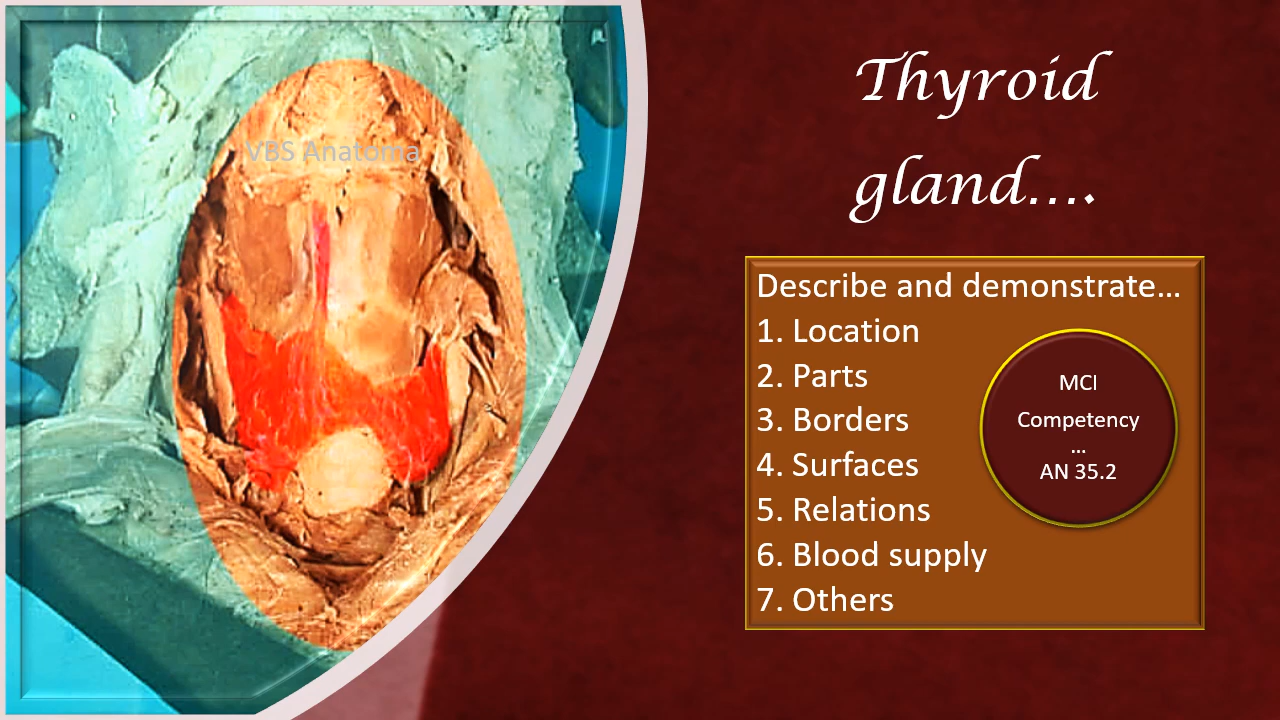 VBS Anatoma
Thyroid
gland….
Describe and demonstrate…
1. Location
2. Parts
3. Borders
4. Surfaces
5. Relations
6. Blood supply
7. Others
MCI
Competency
…
AN 35.2